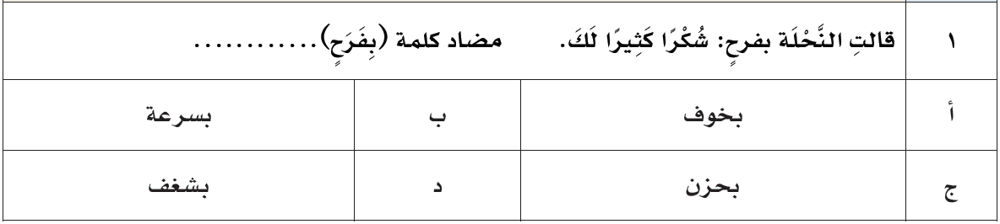 ١ قالتِ النَّحْلَة بفرحٍ: شُكْرًا كَثِيرًا لَكَ. مضاد كلمة (بِفَرَحٍ)............
أ بخوف ب بسرعة
ج بحزن د بشغف